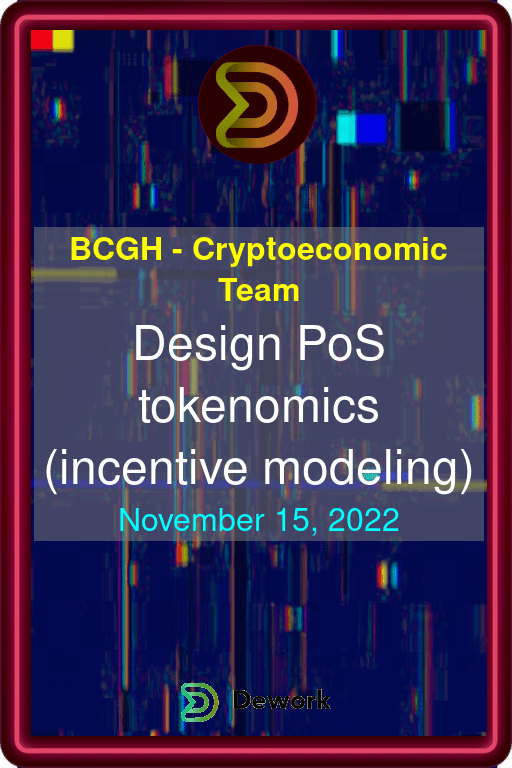 BCGH - Cryptoeconomic
Team
Design PoS
tokenomics
(incentive modeling)
November 15, 2022
Dework